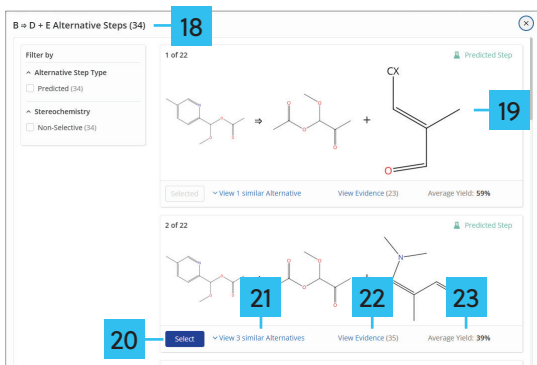 B ⇒ D + E Alternative Steps (34)
18
Filter by
Alternative Step Type
Predicted (34)
Stereochemistry
Non-Selective (34)
1 of 22
Predicted Step
CX
O
O
O
O
O
O
O
O
⇒
+
19
Selected
View 1 similar Alternative
View Evidence (23)
Average Yield: 59%
2 of 22
Predicted Step
N
O
O
O
O
O
O
O
21
22
23
20
Select
View 3 similar Alternatives
View Evidence (35)
Average Yield: 39%